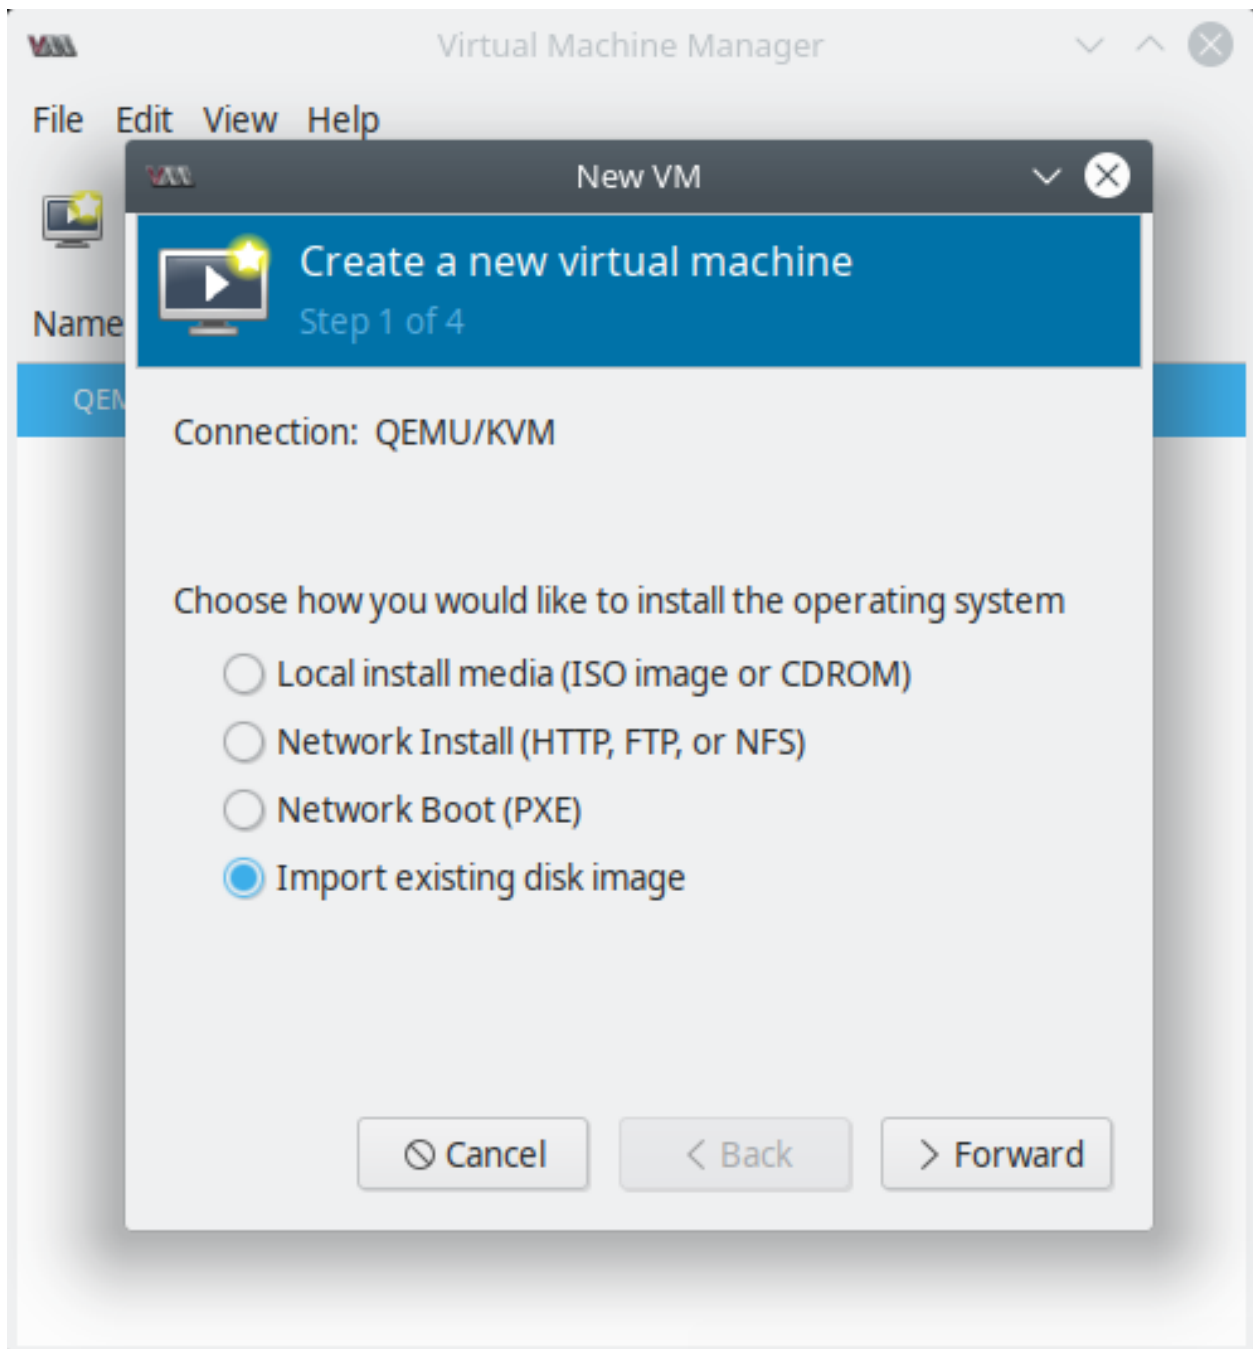 Virtual Machine Manager
File Edit View Help
New VM
Create a new virtual machine
Step 1 of 4
Name
Connection: QEMU/KVM
Choose how you would like to install the operating system
Local install media (ISO image or CDROM)
Network Install (HTTP, FTP, or NFS)
Network Boot (PXE)
Import existing disk image
Cancel < Back > Forward